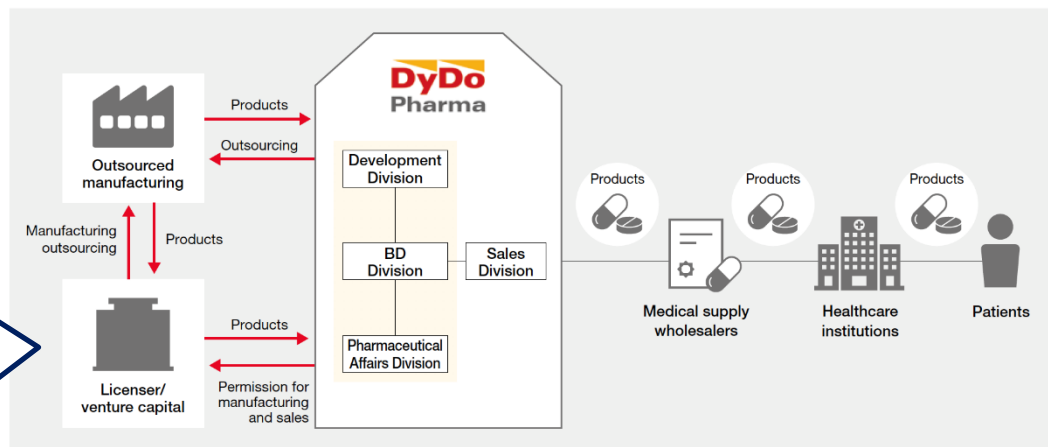 DyDo
Pharma
Products
Outsourcing
Outsourced
manufacturing
Manufacturing
outsourcing
Products
Products
Permission for
manufacturing
and sales
Licenser/
venture capital
Development
Division
BD
Division
Sales
Division
Pharmaceutical
Affairs Division
Products
Products
Products
Medical supply
wholesalers
Healthcare
institutions
Patients